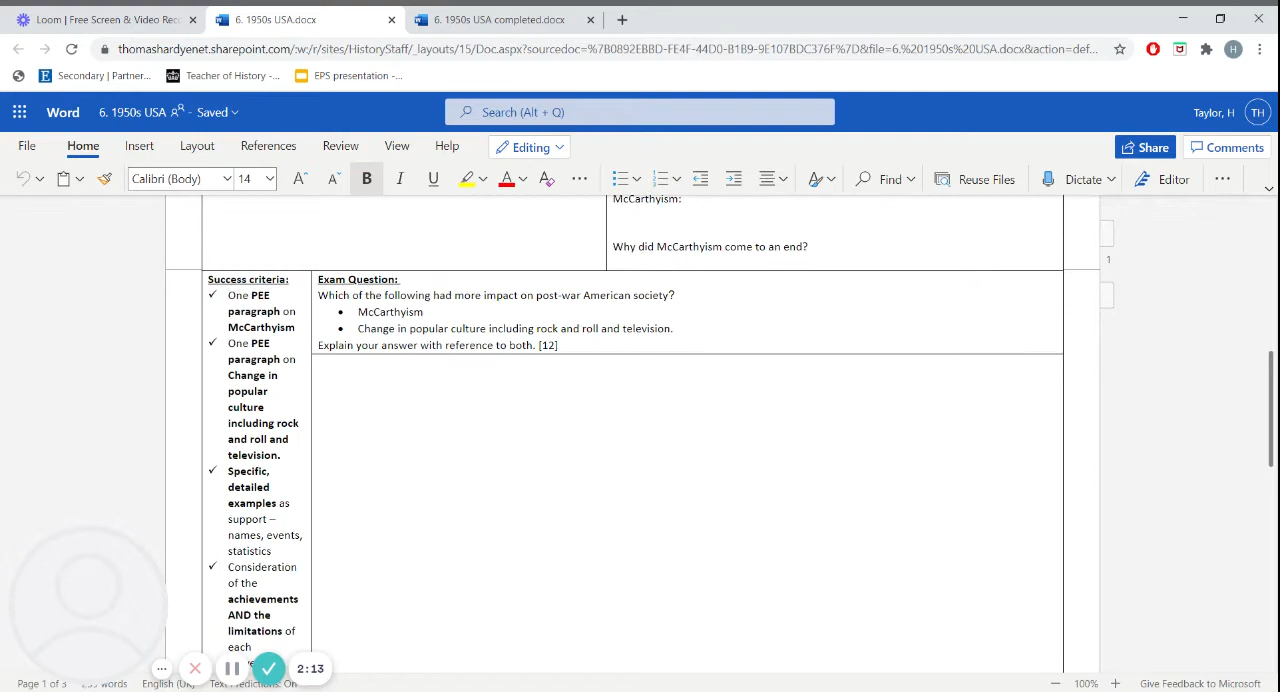 Loom | Free Screen & Video Rec
6. 1950s USA.docx
6. 1950s USA completed.docx
thomashardyenet.sharepoint.com/:w:/r/sites/HistoryStaff/_layouts/15/Doc.aspx?sourcedoc=%7B0892EBBD-FE4F-44D0-B1B9-9E107BDC376F%7D&file=6.%201950s%20USA.docx&action=def...
H
Secondary | Partner...
Teacher of History -...
EPS presentation -...
Word
6. 1950s USA
- Saved
Search (Alt + Q)
Taylor, H
TH
File
Home
Insert
Layout
References
Review
View
Help
Editing
Share
Comments
Calibri (Body)
14
B
I
U
Find
Reuse Files
Dictate
Editor
McCarthyism:
Why did McCarthyism come to an end?
1
Success criteria:
✓ One PEE
paragraph on
McCarthyism
✓ One PEE
paragraph on
Change in
popular
culture
including rock
and roll and
television.
✓ Specific,
detailed
examples as
support –
names, events,
statistics
✓ Consideration
of the
achievements
AND the
limitations of
each
Exam Question:
Which of the following had more impact on post-war American society?
• McCarthyism
• Change in popular culture including rock and roll and television.
Explain your answer with reference to both. [12]
2:13
Page 1 of 3
words
English (UK)
Text Predictions: On
100%
Give Feedback to Microsoft